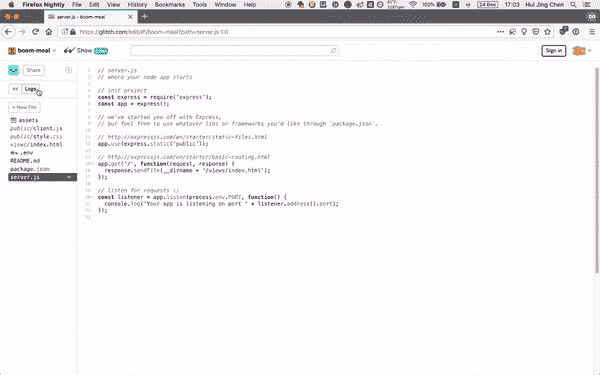 Firefox Nightly File Edit View History Bookmarks Tools Window Help
24 Dec 17:03 Hui Jing Chen
server.js – boom-meal
https://glitch.com/edit/#!/boom-meal?path=server.js:1:0
boom-meal Show
Sign in
Share
Logs
+ New File
assets
public/client.js
public/style.css
views/index.html
.env
README.md
package.json
server.js
1 // server.js
2 // where your node app starts
3
4 // init project
5 const express = require('express');
6 const app = express();
7
8 // we've started you off with Express,
9 // but feel free to use whatever libs or frameworks you'd like through `package.json`.
10
11 // http://expressjs.com/en/starter/static-files.html
12 app.use(express.static('public'));
13
14 // http://expressjs.com/en/starter/basic-routing.html
15 app.get('/', function(request, response) {
16 response.sendFile(__dirname + '/views/index.html');
17 });
18
19 // listen for requests :)
20 const listener = app.listen(process.env.PORT, function() {
21 console.log('Your app is listening on port ' + listener.address().port);
22 });
23